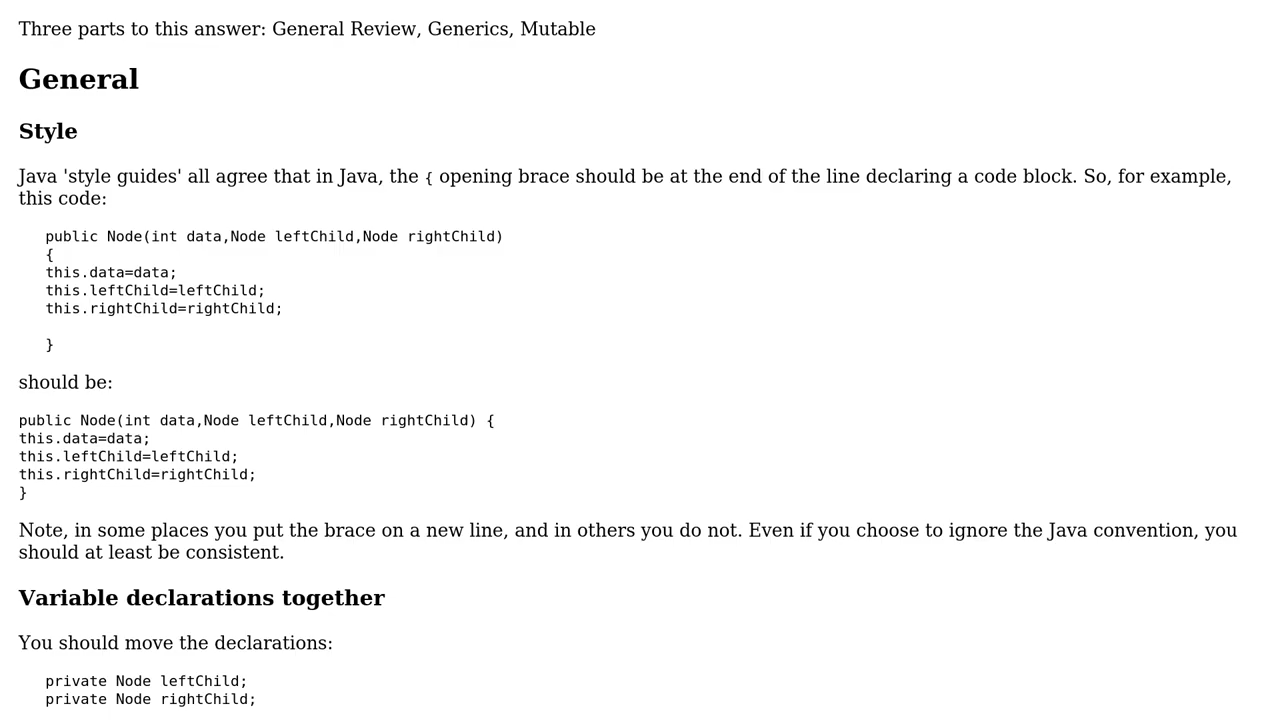 Three parts to this answer: General Review, Generics, Mutable
General
Style
Java 'style guides' all agree that in Java, the { opening brace should be at the end of the line declaring a code block. So, for example,
this code:
public Node(int data,Node leftChild,Node rightChild)
{
this.data=data;
this.leftChild=leftChild;
this.rightChild=rightChild;
}
should be:
public Node(int data,Node leftChild,Node rightChild) {
this.data=data;
this.leftChild=leftChild;
this.rightChild=rightChild;
}
Note, in some places you put the brace on a new line, and in others you do not. Even if you choose to ignore the Java convention, you
should at least be consistent.
Variable declarations together
You should move the declarations:
private Node leftChild;
private Node rightChild;